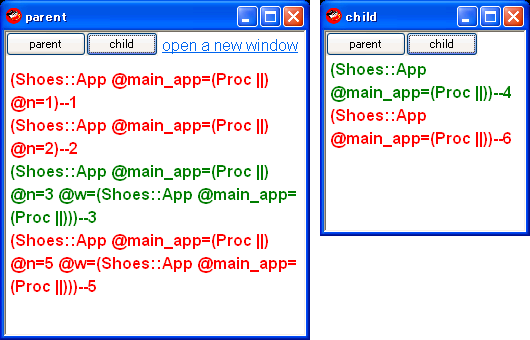 parent
parent child open a new window
(Shoes::App @main_app=(Proc ||)
@n=1)--1
(Shoes::App @main_app=(Proc ||)
@n=2)--2
(Shoes::App @main_app=(Proc ||)
@n=3 @w=(Shoes::App @main_app=
(Proc ||)))--3
(Shoes::App @main_app=(Proc ||)
@n=5 @w=(Shoes::App @main_app=
(Proc ||)))--5
child
parent child
(Shoes::App
@main_app=(Proc ||))--4
(Shoes::App
@main_app=(Proc ||))--6